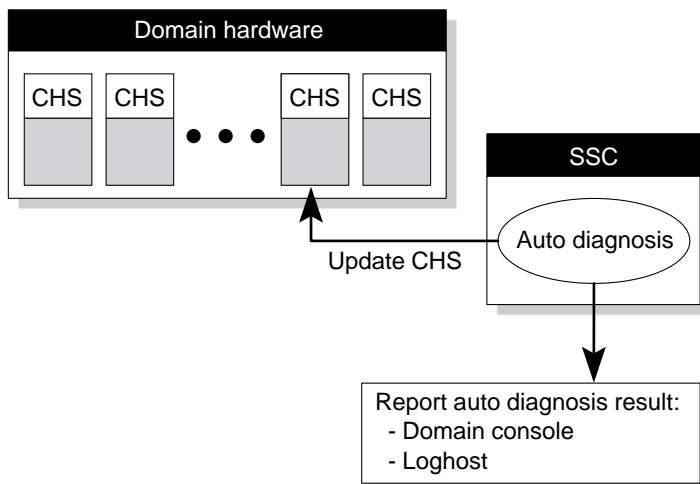 Domain hardware
CHS CHS CHS CHS
SSC
Auto diagnosis
Update CHS
Report auto diagnosis result:
- Domain console
- Loghost